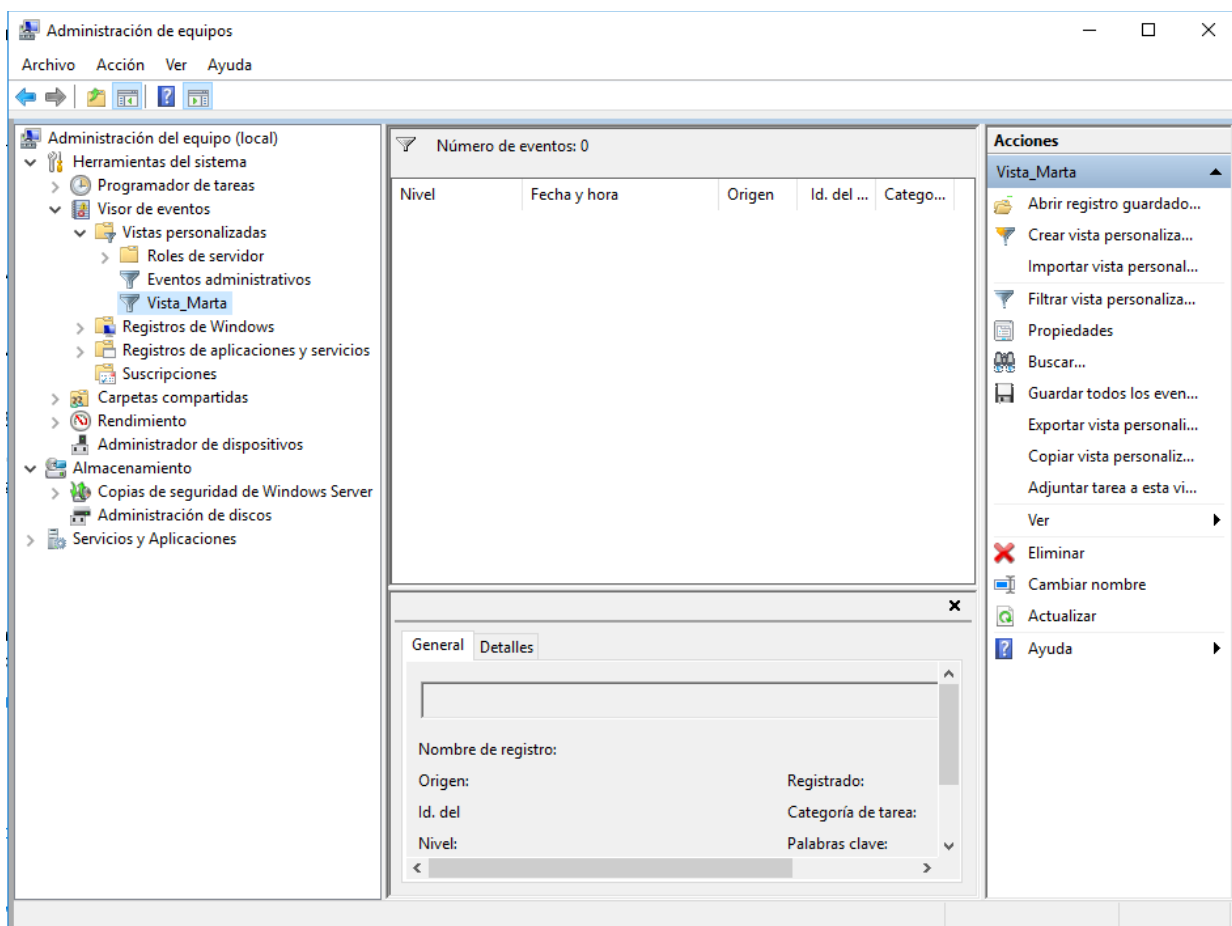 Administración de equipos
Archivo Acción Ver Ayuda
Administración del equipo (local)
Herramientas del sistema
Programador de tareas
Visor de eventos
Vistas personalizadas
Roles de servidor
Eventos administrativos
Vista_Marta
Registros de Windows
Registros de aplicaciones y servicios
Suscripciones
Carpetas compartidas
Rendimiento
Administrador de dispositivos
Almacenamiento
Copias de seguridad de Windows Server
Administración de discos
Servicios y Aplicaciones
Número de eventos: 0
Nivel Fecha y hora Origen Id. del ... Catego...
General Detalles
Nombre de registro:
Origen: Registrado:
Id. del Categoría de tarea:
Nivel: Palabras clave:
Acciones
Vista_Marta
Abrir registro guardado...
Crear vista personaliza...
Importar vista personal...
Filtrar vista personaliza...
Propiedades
Buscar...
Guardar todos los even...
Exportar vista personali...
Copiar vista personaliz...
Adjuntar tarea a esta vi...
Ver
Eliminar
Cambiar nombre
Actualizar
Ayuda